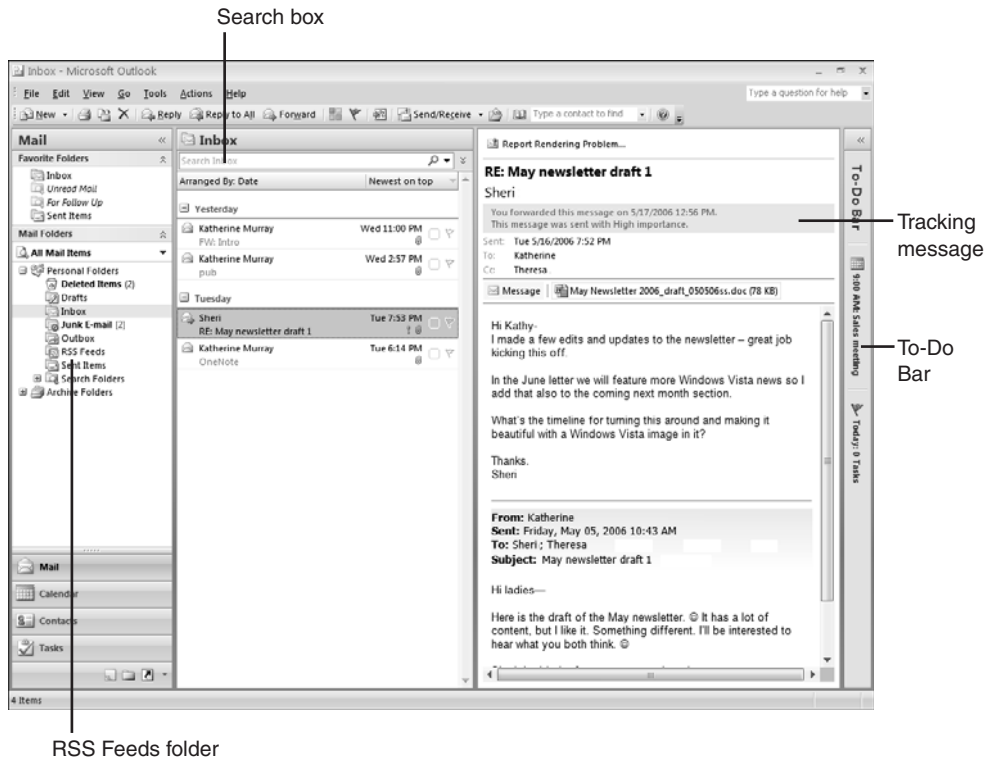 Search box
Inbox - Microsoft Outlook
File Edit View Go Tools Actions Help
Type a question for help
New Reply Reply to All Forward Send/Receive Type a contact to find
Mail
Favorite Folders
Inbox
Unread Mail
For Follow Up
Sent Items
Mail Folders
All Mail Items
Personal Folders
Deleted Items (2)
Drafts
Inbox
Junk E-mail [2]
Outbox
RSS Feeds
Sent Items
Search Folders
Archive Folders
Mail
Calendar
Contacts
Tasks
4 Items
Inbox
Search Inbox
Arranged By: Date Newest on top
Yesterday
Katherine Murray Wed 11:00 PM
FW: Intro
Katherine Murray Wed 2:57 PM
pub
Tuesday
Sheri Tue 7:53 PM
RE: May newsletter draft 1
Katherine Murray Tue 6:14 PM
OneNote
Report Rendering Problem...
RE: May newsletter draft 1
Sheri
You forwarded this message on 5/17/2006 12:56 PM.
This message was sent with High importance.
Sent: Tue 5/16/2006 7:52 PM
To: Katherine
Cc: Theresa
Message May Newsletter 2006_draft_050506ss.doc (78 KB)
Hi Kathy-
I made a few edits and updates to the newsletter – great job
kicking this off.
In the June letter we will feature more Windows Vista news so I
add that also to the coming next month section.
What's the timeline for turning this around and making it
beautiful with a Windows Vista image in it?
Thanks.
Sheri
From: Katherine
Sent: Friday, May 05, 2006 10:43 AM
To: Sheri; Theresa
Subject: May newsletter draft 1
Hi ladies—
Here is the draft of the May newsletter. ☺ It has a lot of
content, but I like it. Something different. I'll be interested to
hear what you both think. ☺
To-Do Bar
9:00 AM: Sales meeting
Today: 0 Tasks
Tracking
message
To-Do
Bar
RSS Feeds folder